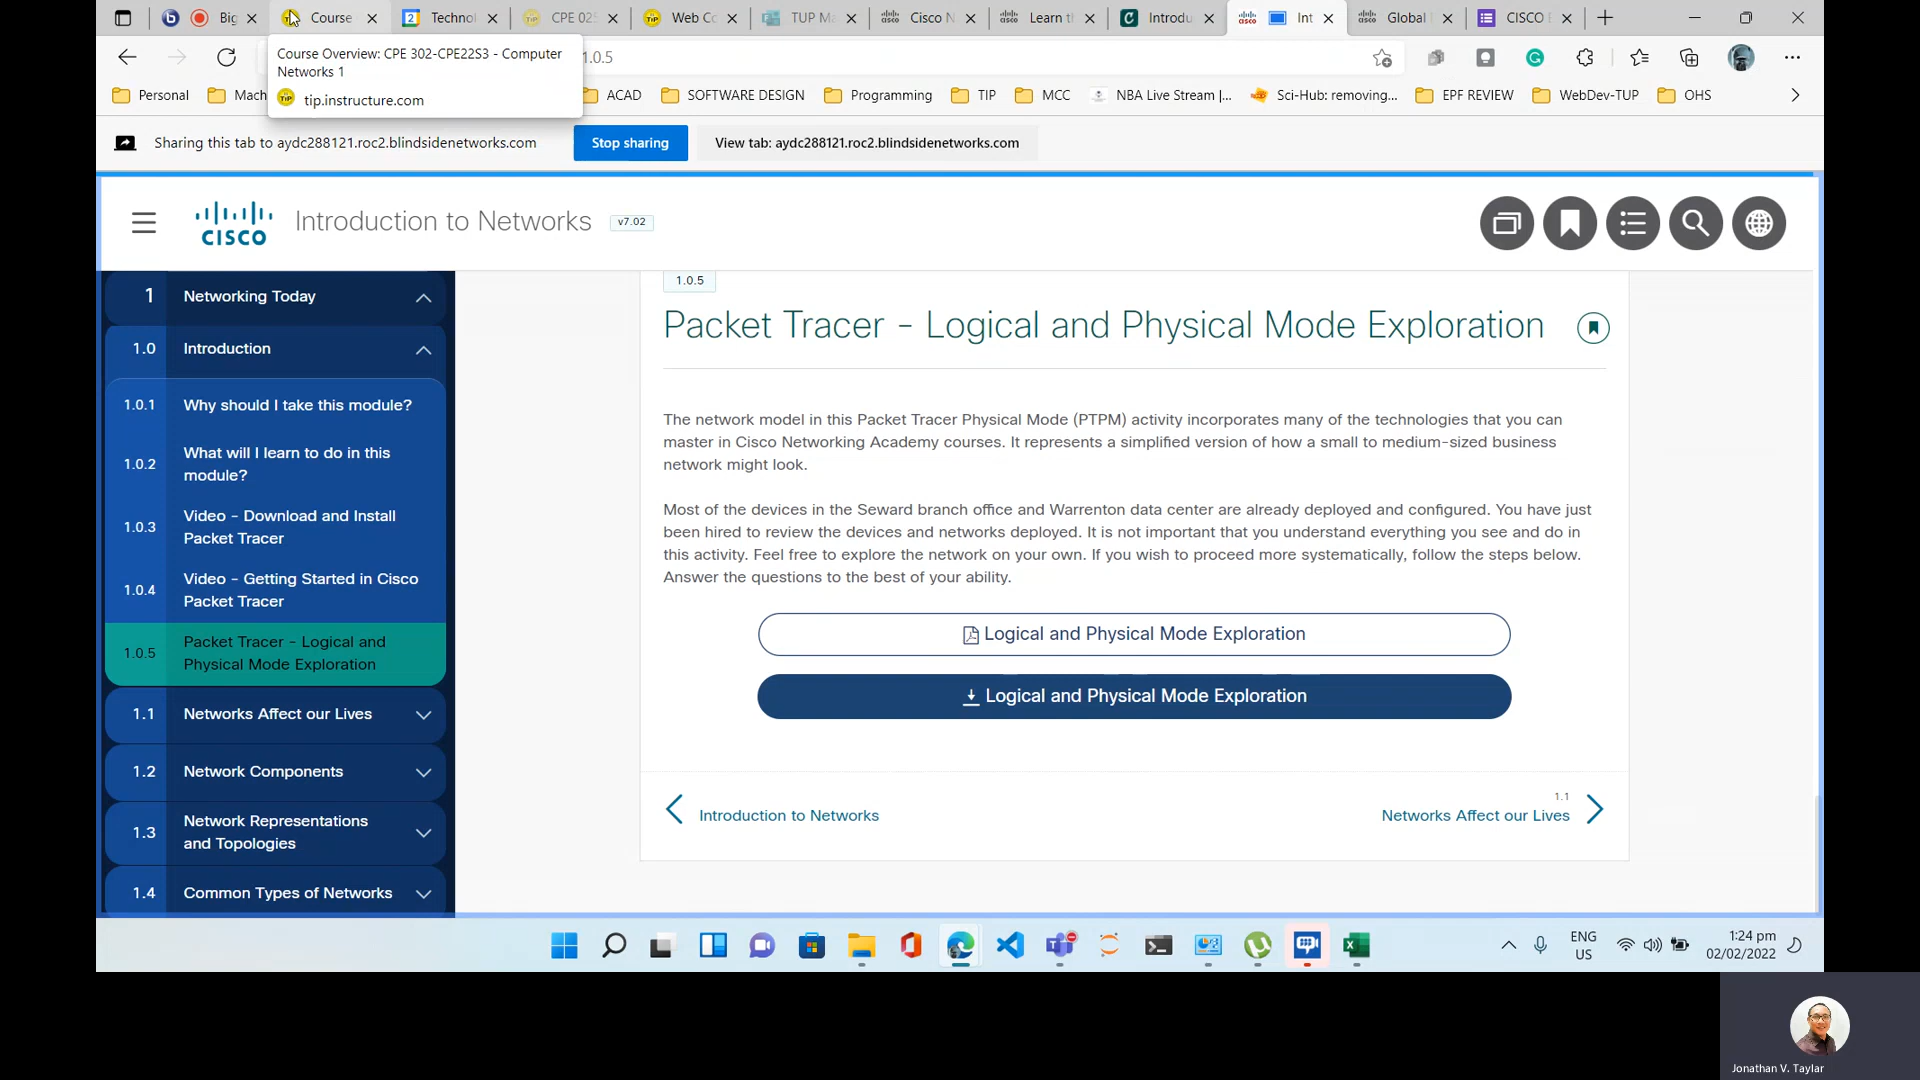 Big
Course
Technol
CPE 025
Web Co
TUP Ma
Cisco N
Learn t
Introdu
Int
Global
CISCO E
Course Overview: CPE 302-CPE22S3 - Computer
Networks 1
tip.instructure.com
1.0.5
Personal
Mach
ACAD
SOFTWARE DESIGN
Programming
TIP
MCC
NBA Live Stream |...
Sci-Hub: removing...
EPF REVIEW
WebDev-TUP
OHS
Sharing this tab to aydc288121.roc2.blindsidenetworks.com
Stop sharing
View tab: aydc288121.roc2.blindsidenetworks.com
CISCO
Introduction to Networks
v7.02
1 Networking Today
1.0 Introduction
1.0.1 Why should I take this module?
1.0.2 What will I learn to do in this
module?
1.0.3 Video - Download and Install
Packet Tracer
1.0.4 Video - Getting Started in Cisco
Packet Tracer
1.0.5 Packet Tracer - Logical and
Physical Mode Exploration
1.1 Networks Affect our Lives
1.2 Network Components
1.3 Network Representations
and Topologies
1.4 Common Types of Networks
1.0.5
Packet Tracer - Logical and Physical Mode Exploration
The network model in this Packet Tracer Physical Mode (PTPM) activity incorporates many of the technologies that you can
master in Cisco Networking Academy courses. It represents a simplified version of how a small to medium-sized business
network might look.
Most of the devices in the Seward branch office and Warrenton data center are already deployed and configured. You have just
been hired to review the devices and networks deployed. It is not important that you understand everything you see and do in
this activity. Feel free to explore the network on your own. If you wish to proceed more systematically, follow the steps below.
Answer the questions to the best of your ability.
Logical and Physical Mode Exploration
Logical and Physical Mode Exploration
Introduction to Networks
1.1
Networks Affect our Lives
ENG
US
1:24 pm
02/02/2022
Jonathan V. Taylar